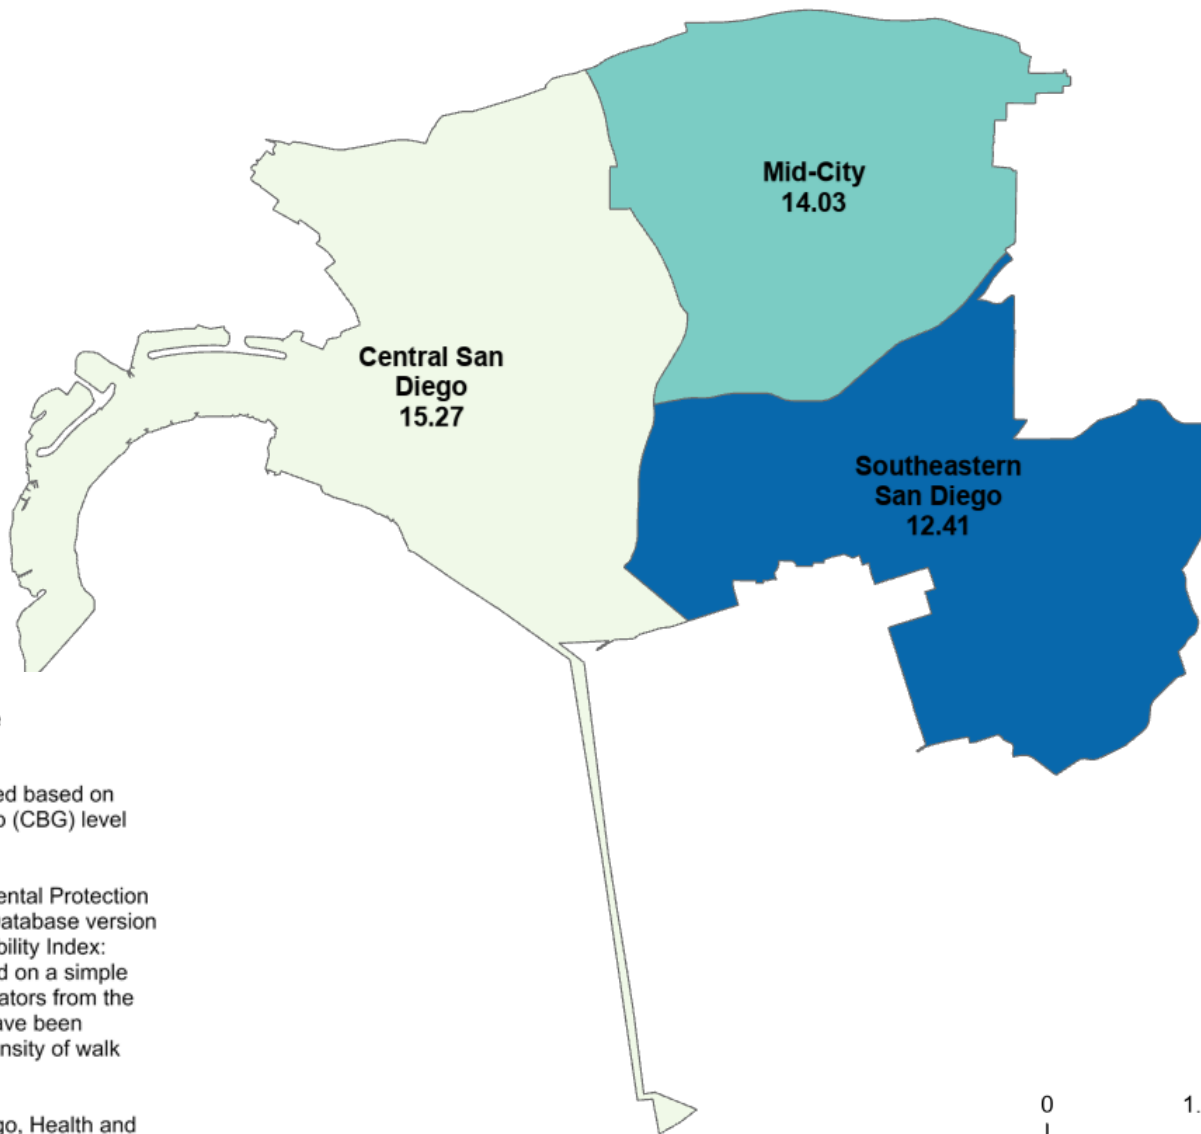 Mid-City
14.03
Central San
Diego
15.27
Southeastern
San Diego
12.41
ed based on
(CBG) level
ental Protection
atabase version
bility Index:
d on a simple
ators from the
ave been
nsity of walk
go, Health and
0
1.